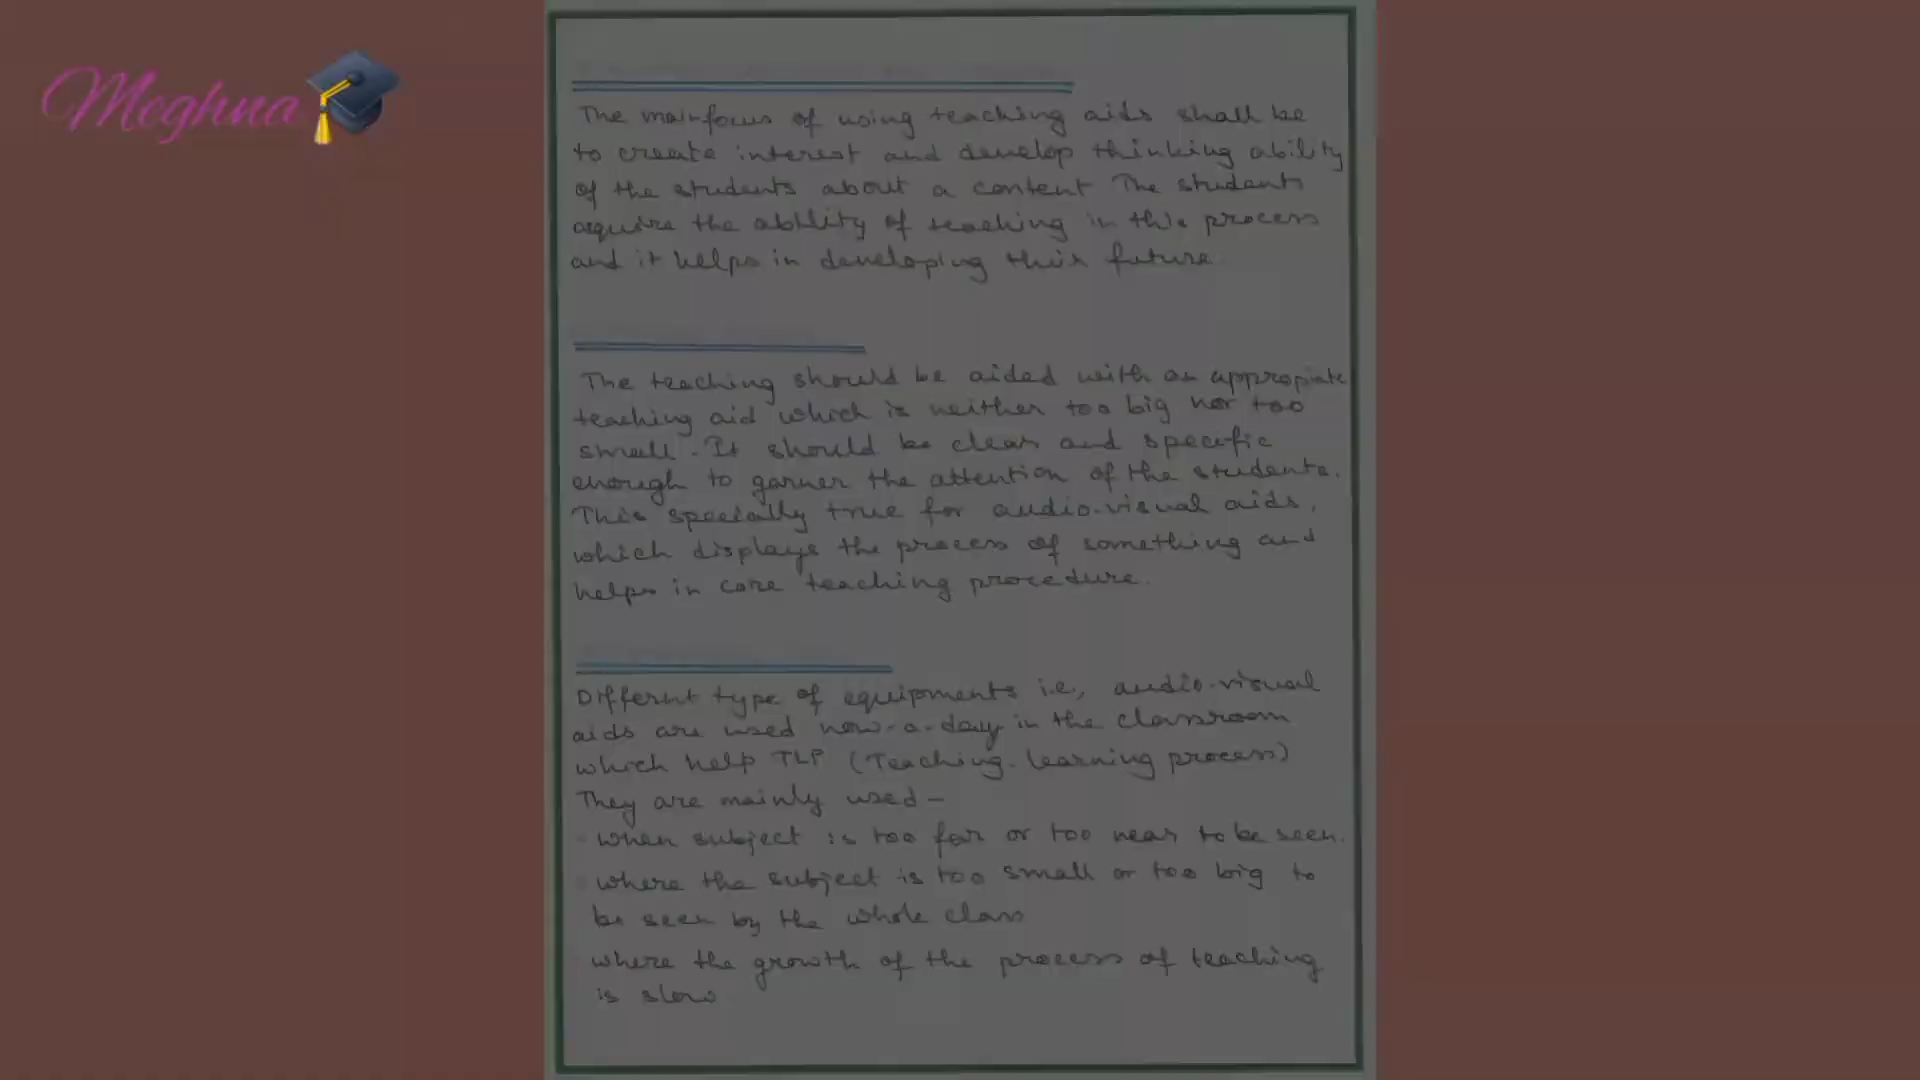 Meghna
The mainfocus of using teaching aids shall be
to create interest and develop thinking ability
of the students about a content The students
acquire the ability of teaching in this process
and it helps in developing their future.
The teaching should be aided with an appropiate
teaching aid which is neither too big nor too
small. It should be clear and specific
enough to garner the attention of the students.
This specially true for audio-visual aids,
which displays the process of something and
helps in core teaching procedure.
Different type of equipments i.e, audio-visual
aids are used now-a-day in the classroom
which help TLP (Teaching-learning process)
They are mainly used -
when subject is too far or too near to be seen.
where the subject is too small or too big to
be seen by the whole class
where the growth of the process of teaching
is slow.